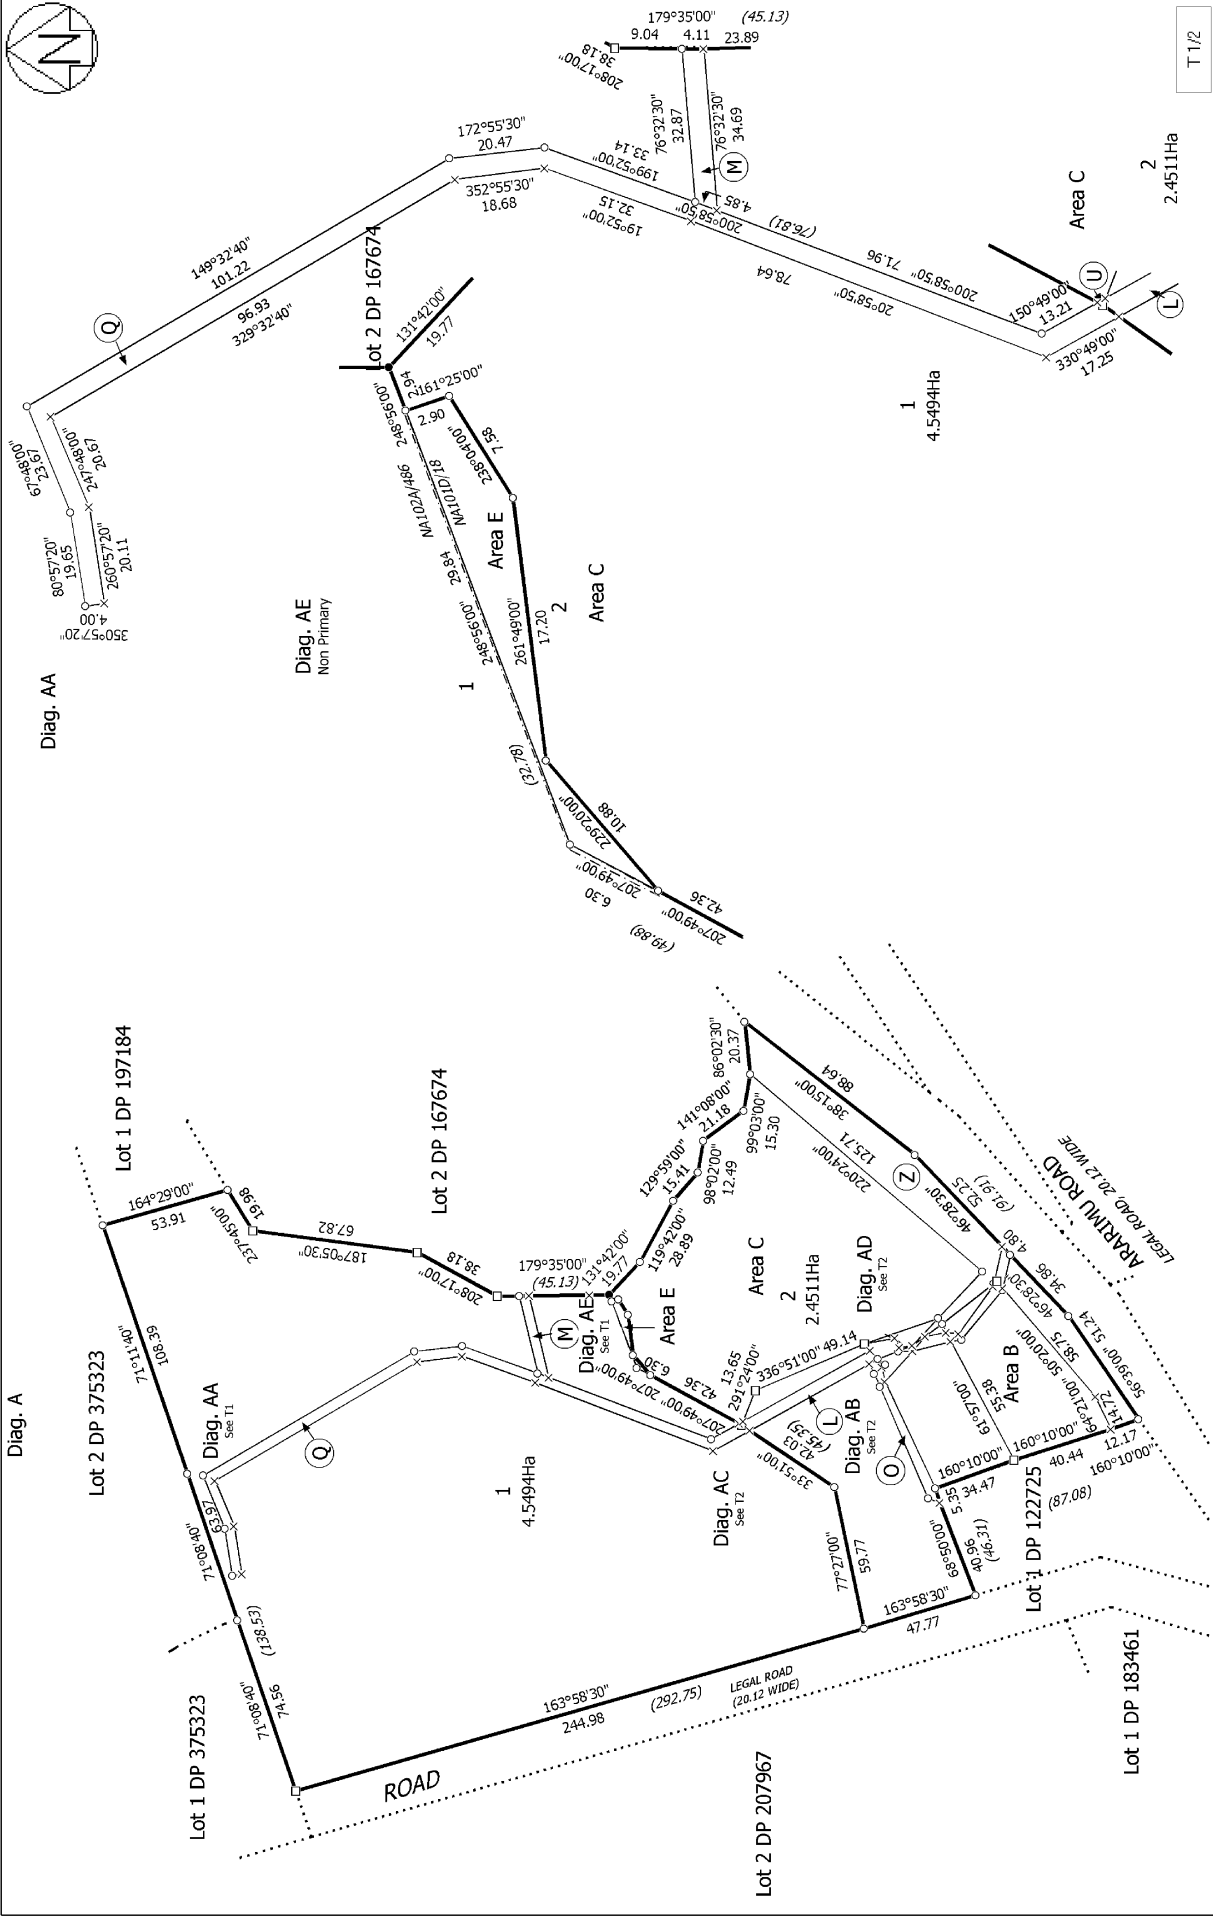 N
T 1/2
Diag. A
Lot 2 DP 375323
Lot 1 DP 197184
Lot 1 DP 375323
71°11'40"
108.39
164°29'00"
53.91
19.98
237°45'00"
67.82
187°05'30"
Lot 2 DP 167674
38.18
208°17'00"
179°35'00"
(45.13)
131°42'00"
19.77
71°08'40"
63.97
(138.53)
71°08'40"
74.56
Diag. AA
See T1
Q
M
Diag. AE
See T1
Area E
6.30
207°49'00"
42.36
207°49'00"
119°42'00"
28.89
129°59'00"
15.41
98°02'00"
12.49
141°08'00"
21.18
99°03'00"
15.30
86°02'30"
20.37
88.64
38°15'00"
125.71
220°24'00"
Z
46°28'30"
52.25
(91.91)
4.80
34.86
46°28'30"
ARARIMU ROAD
LEGAL ROAD, 20.12 WIDE
Area C
2
2.4511Ha
Diag. AD
See T2
1
4.5494Ha
Diag. AC
See T2
13.65
291°24'00"
336°51'00"
49.14
L
33°51'00"
42.03
(45.35)
Diag. AB
See T2
O
77°27'00"
59.77
163°58'30"
47.77
163°58'30"
244.98
(292.75)
LEGAL ROAD
(20.12 WIDE)
ROAD
68°50'00"
40.96
(46.31)
5.35
160°10'00"
34.47
160°10'00"
40.44
(87.08)
12.17
160°10'00"
61°57'00"
55.38
Area B
50°20'00"
58.75
64°21'00"
14.72
51.24
56°39'00"
Lot 1 DP 122725
Lot 1 DP 183461
Lot 2 DP 207967
Diag. AA
350°57'20"
4.00
80°57'20"
19.65
260°57'20"
20.11
67°48'00"
23.67
247°48'00"
20.67
Q
149°32'40"
101.22
96.93
329°32'40"
172°55'30"
20.47
352°55'30"
18.68
199°52'00"
33.14
19°52'00"
32.15
208°17'00"
38.18
179°35'00"
(45.13)
9.04
4.11
23.89
76°32'30"
32.87
76°32'30"
34.69
M
4.85
200°58'50"
(76.81)
71.96
200°58'50"
78.64
20°58'50"
150°49'00"
13.21
330°49'00"
17.25
U
L
Area C
2
2.4511Ha
1
4.5494Ha
Diag. AE
Non Primary
Lot 2 DP 167674
131°42'00"
19.77
248°56'00"
2.94
161°25'00"
2.90
238°04'00"
7.58
NA102A/486
NA101D/18
248°56'00"
29.84
(32.78)
Area E
261°49'00"
17.20
1
2
Area C
229°20'00"
10.88
207°49'00"
6.30
(49.88)
207°49'00"
42.36